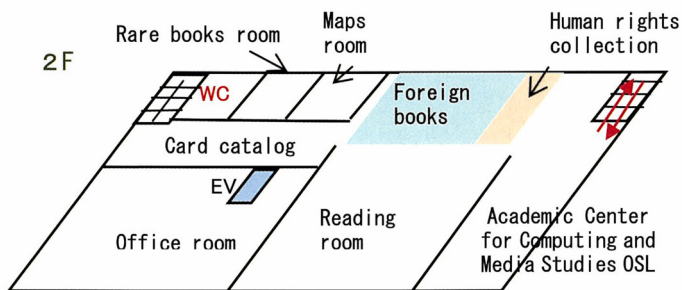 2F
Rare books room
Maps
room
Human rights
collection
WC
Foreign
books
Card catalog
EV
Office room
Reading
room
Academic Center
for Computing and
Media Studies OSL